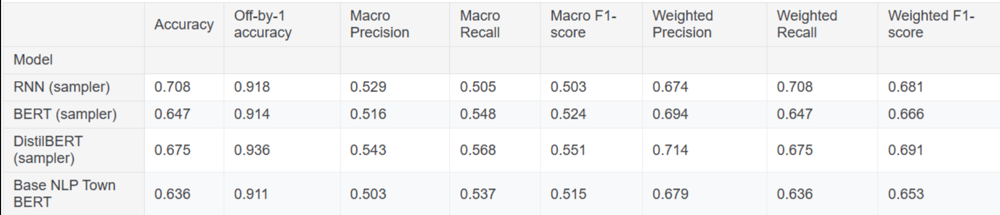 Accuracy Off-by-1 accuracy Macro Precision Macro Recall Macro F1-score Weighted Precision Weighted Recall Weighted F1-score
Model
RNN (sampler) 0.708 0.918 0.529 0.505 0.503 0.674 0.708 0.681
BERT (sampler) 0.647 0.914 0.516 0.548 0.524 0.694 0.647 0.666
DistilBERT (sampler) 0.675 0.936 0.543 0.568 0.551 0.714 0.675 0.691
Base NLP Town BERT 0.636 0.911 0.503 0.537 0.515 0.679 0.636 0.653